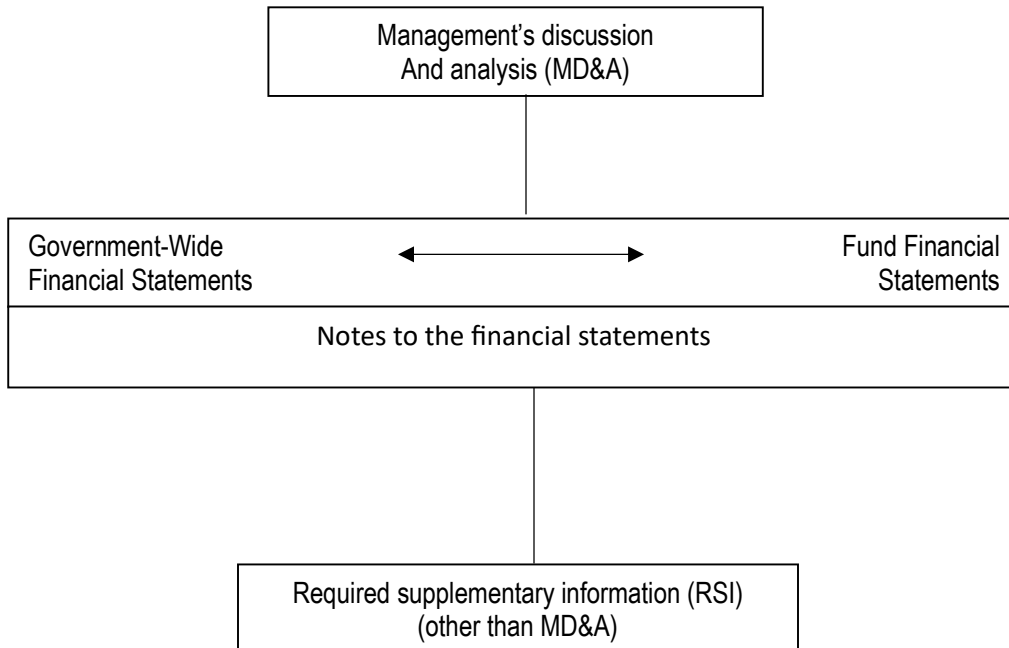 Management’s discussion
And analysis (MD&A)
Government-Wide
Financial Statements
Fund Financial
Statements
Notes to the financial statements
Required supplementary information (RSI)
(other than MD&A)